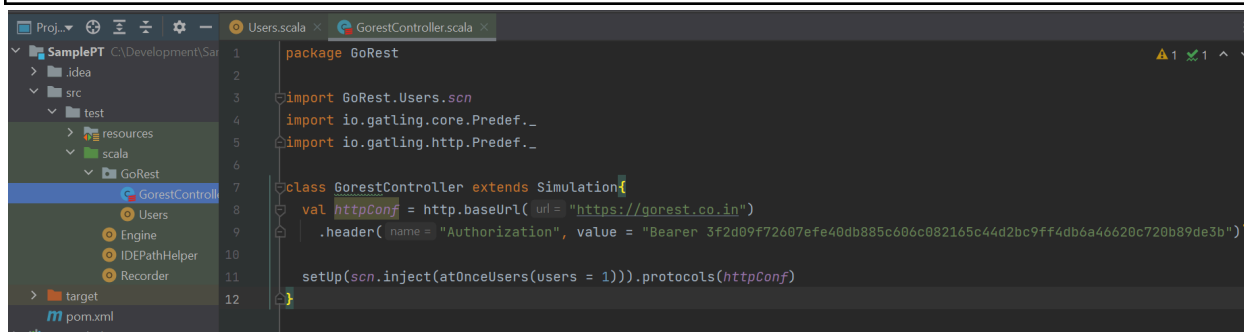 Proj...
Users.scala
GorestController.scala
SamplePT C:\Development\Sar
.idea
src
test
resources
scala
GoRest
GorestControlle
Users
Engine
IDEPathHelper
Recorder
target
pom.xml
1 package GoRest
2
3 import GoRest.Users.scn
4 import io.gatling.core.Predef._
5 import io.gatling.http.Predef._
6
7 class GorestController extends Simulation{
8 val httpConf = http.baseUrl( url = "https://gorest.co.in")
9 .header( name = "Authorization", value = "Bearer 3f2d09f72607efe40db885c606c082165c44d2bc9ff4db6a46620c720b89de3b")
10
11 setUp(scn.inject(atOnceUsers(users = 1))).protocols(httpConf)
12 }
1 1